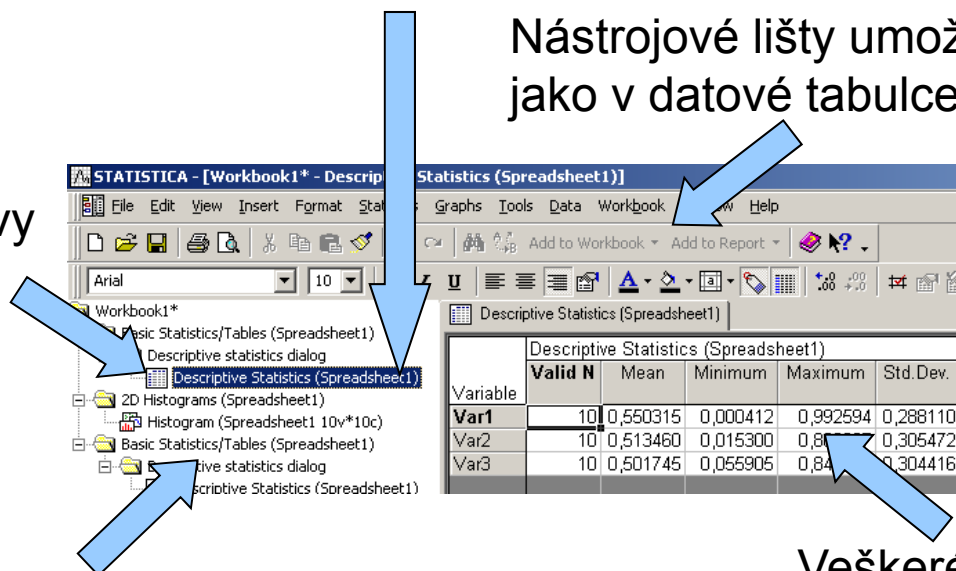 Nástrojové lišty umož
jako v datové tabulce
vy
STATISTICA - [Workbook1* - Descrip Statistics (Spreadsheet1)]
File Edit View Insert Format Graphs Tools Data Workbook Help
Add to Workbook Add to Report
Arial 10 U
Workbook1*
Basic Statistics/Tables (Spreadsheet1)
Descriptive statistics dialog
Descriptive Statistics (Spreadsheet1)
2D Histograms (Spreadsheet1)
Histogram (Spreadsheet1 10v*10c)
Basic Statistics/Tables (Spreadsheet1)
statistics dialog
Descriptive Statistics (Spreadsheet1)
Descriptive Statistics (Spreadsheet1)
Descriptive Statistics (Spreadsheet1)
Variable Valid N Mean Minimum Maximum Std.Dev.
Var1 10 0,550315 0,000412 0,992594 0,288110
Var2 10 0,513460 0,015300 0,305472
Var3 10 0,501745 0,055905 0,304416
Veškeré